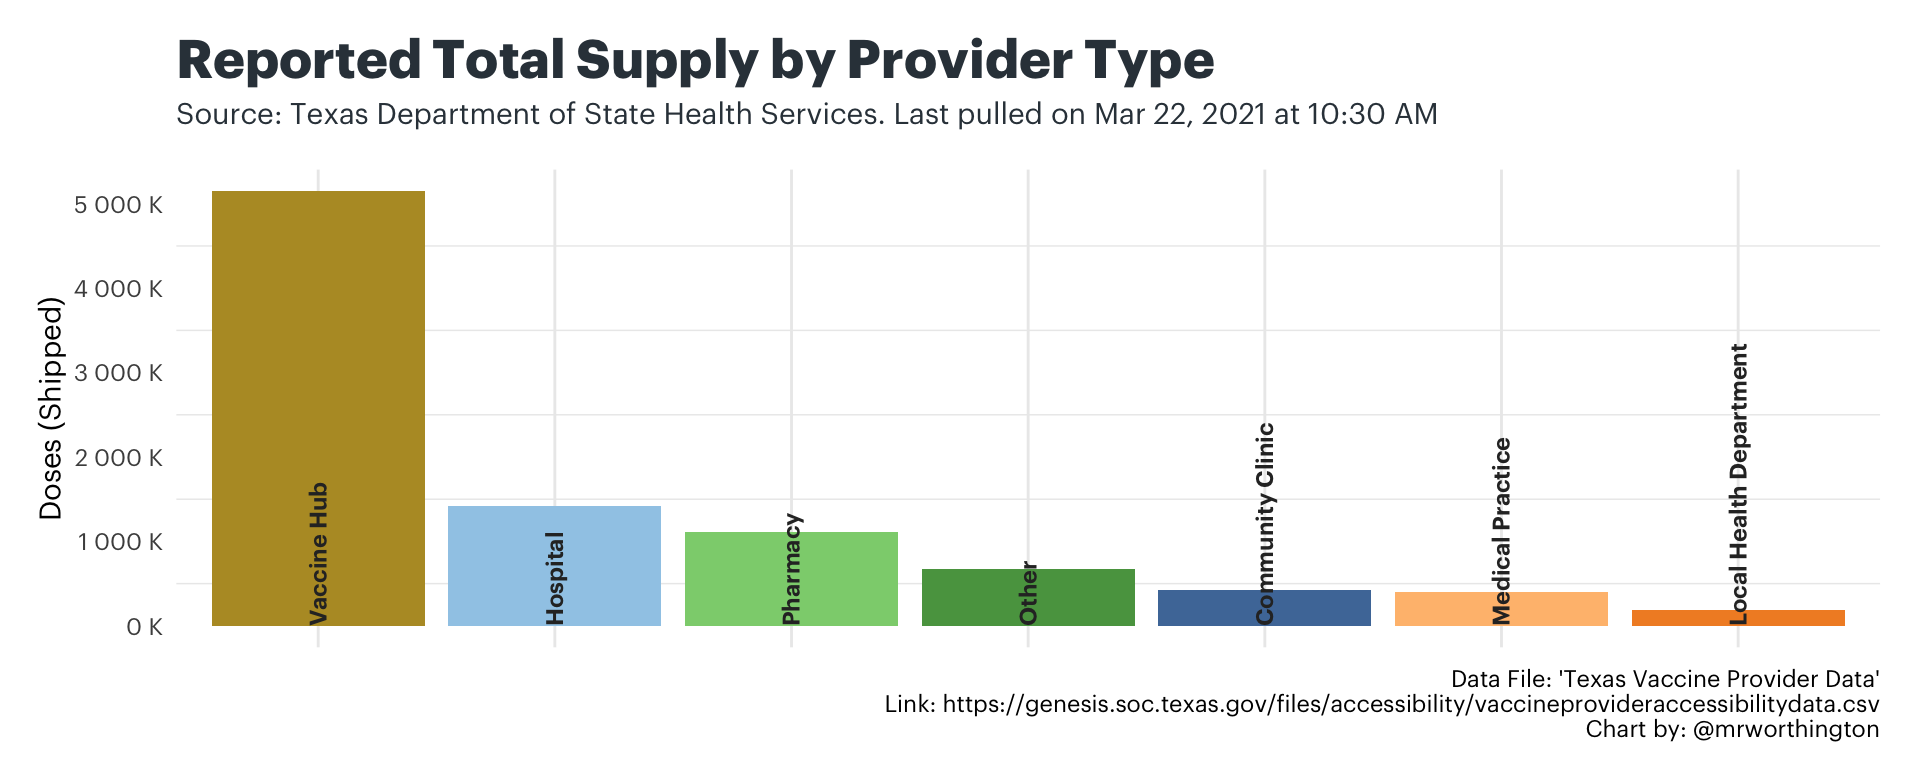 Reported Total Supply by Provider Type
Source: Texas Department of State Health Services. Last pulled on Mar 22, 2021 at 10:30 AM
Doses (Shipped)
5 000 K
4 000 K
3 000 K
2 000 K
1 000 K
0 K
Vaccine Hub
Hospital
Pharmacy
Other
Community Clinic
Medical Practice
Local Health Department
Data File: 'Texas Vaccine Provider Data'
Link: https://genesis.soc.texas.gov/files/accessibility/vaccineprovideraccessibilitydata.csv
Chart by: @mrworthington